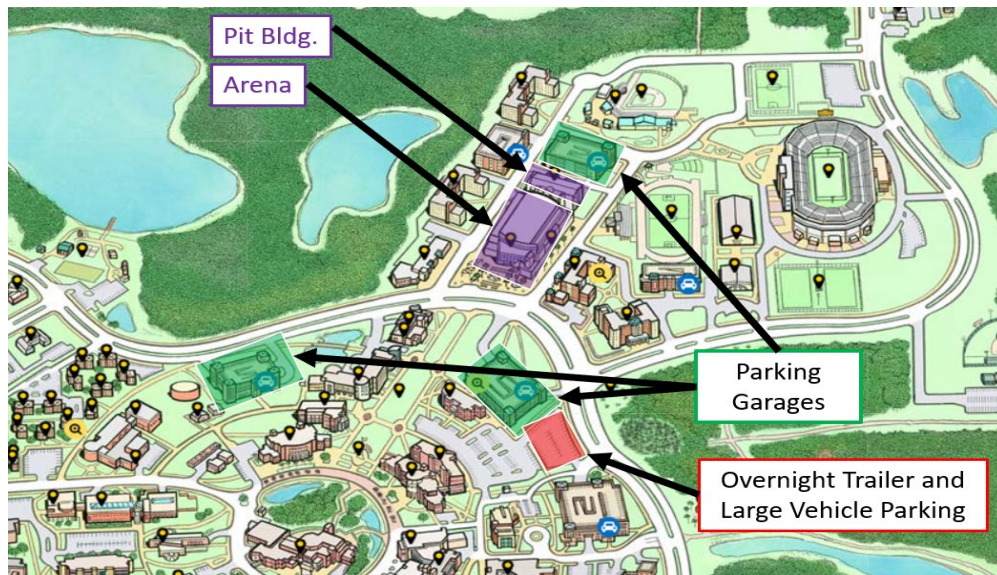 Pit Bldg.
Arena
Parking
Garages
Overnight Trailer and
Large Vehicle Parking